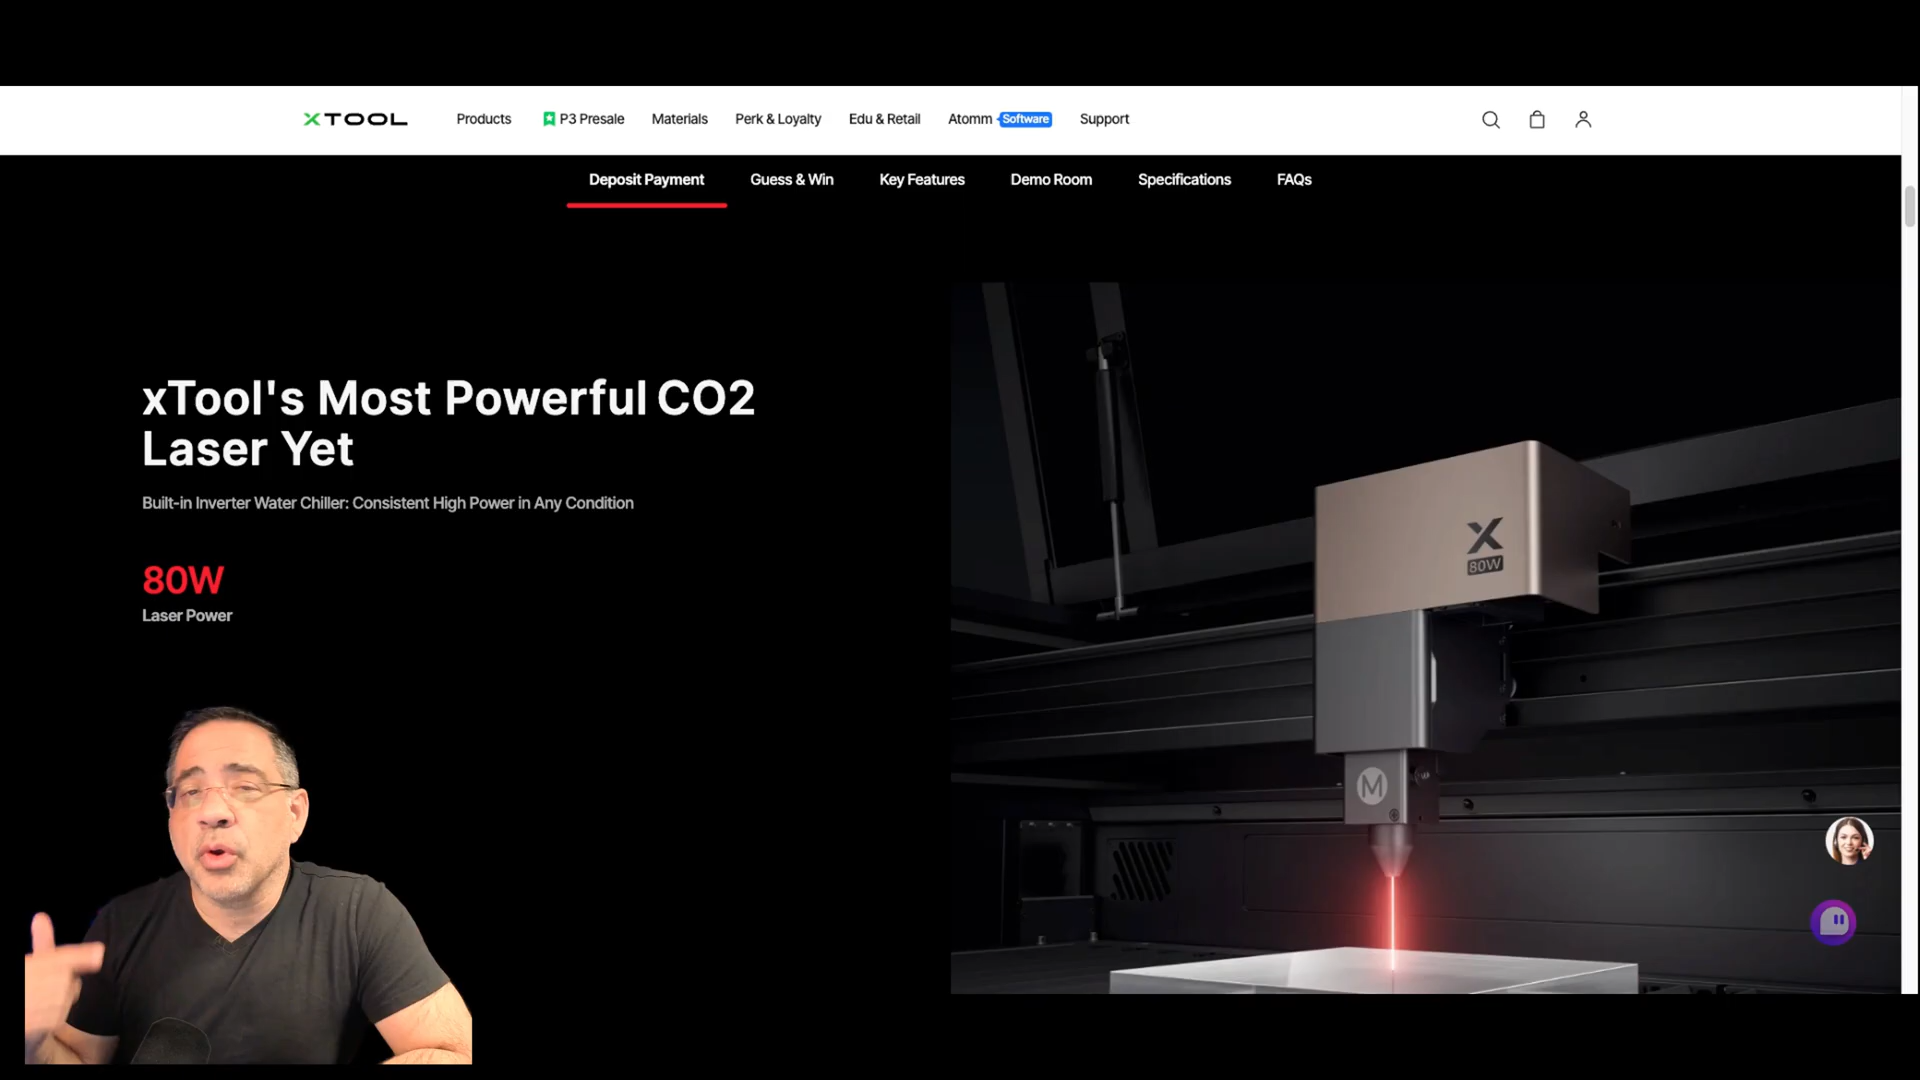 XTOOL
Products
P3 Presale
Materials
Perk & Loyalty
Edu & Retail
Atomm Software
Support
Deposit Payment
Guess & Win
Key Features
Demo Room
Specifications
FAQs
xTool's Most Powerful CO2
Laser Yet
Built-in Inverter Water Chiller: Consistent High Power in Any Condition
80W
Laser Power
X
80W
M